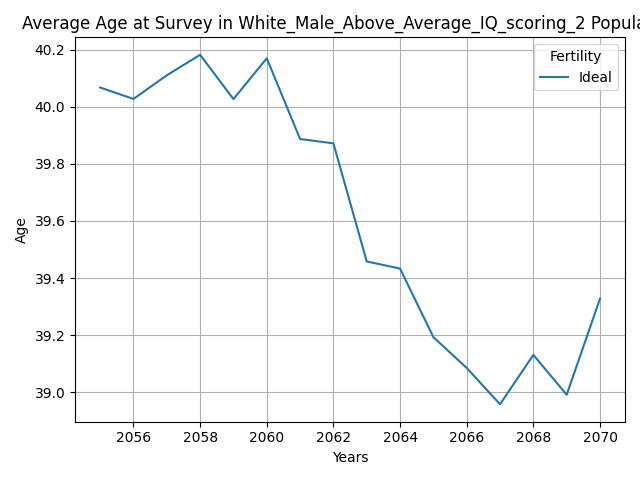 Average Age at Survey in White_Male_Above_Average_IQ_scoring_2 Popula
40.2
40.0
39.8
39.6
39.4
39.2
39.0
Age
Fertility
Ideal
2056 2058 2060 2062 2064 2066 2068 2070
Years